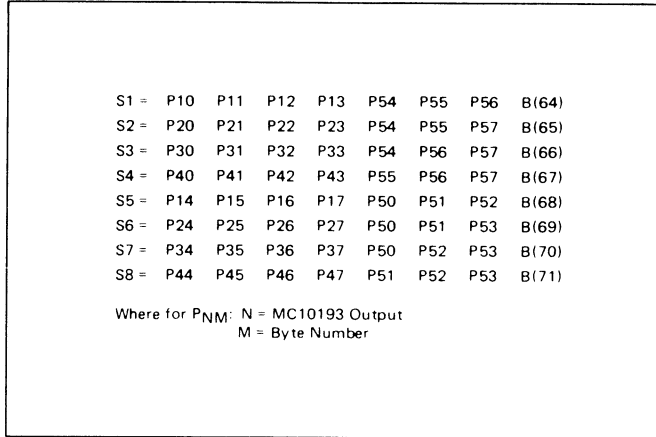 S1 = P10 P11 P12 P13 P54 P55 P56 B(64)
S2 = P20 P21 P22 P23 P54 P55 P57 B(65)
S3 = P30 P31 P32 P33 P54 P56 P57 B(66)
S4 = P40 P41 P42 P43 P55 P56 P57 B(67)
S5 = P14 P15 P16 P17 P50 P51 P52 B(68)
S6 = P24 P25 P26 P27 P50 P51 P53 B(69)
S7 = P34 P35 P36 P37 P50 P52 P53 B(70)
S8 = P44 P45 P46 P47 P51 P52 P53 B(71)
Where for PNM: N = MC10193 Output
M = Byte Number